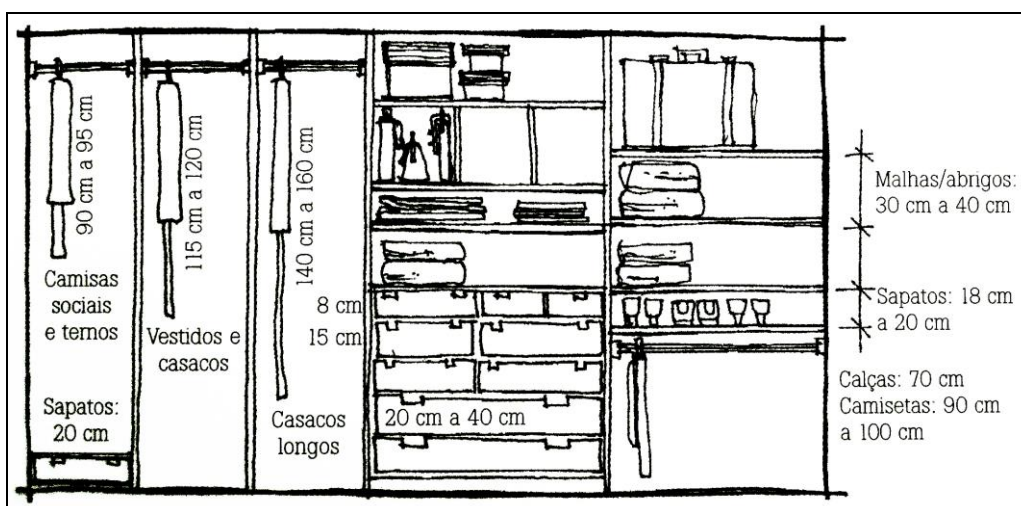 90 cm a 95 cm
Camisas
sociais
e ternos
Sapatos:
20 cm
115 cm a 120 cm
Vestidos e
casacos
140 cm a 160 cm
Casacos
longos
8 cm
15 cm
20 cm a 40 cm
Malhas/abrigos:
30 cm a 40 cm
Sapatos: 18 cm
a 20 cm
Calças: 70 cm
Camisetas: 90 cm
a 100 cm